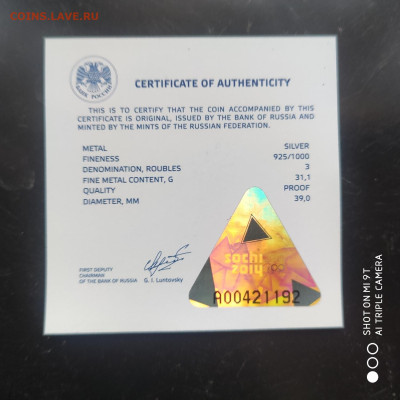 COINS.LAVE.RU
БАНК РОССИИ
CERTIFICATE OF AUTHENTICITY
THIS IS TO CERTIFY THAT THE COIN ACCOMPANIED BY THIS
CERTIFICATE IS ORIGINAL, ISSUED BY THE BANK OF RUSSIA AND
MINTED BY THE MINTS OF THE RUSSIAN FEDERATION.
METAL SILVER
FINENESS 925/1000
DENOMINATION, ROUBLES 3
FINE METAL CONTENT, G 31,1
QUALITY PROOF
DIAMETER, MM 39,0
sochi
2014
A00421192
FIRST DEPUTY
CHAIRMAN
OF THE BANK OF RUSSIA G. I. Luntovsky
SHOT ON MI 9T
AI TRIPLE CAMERA